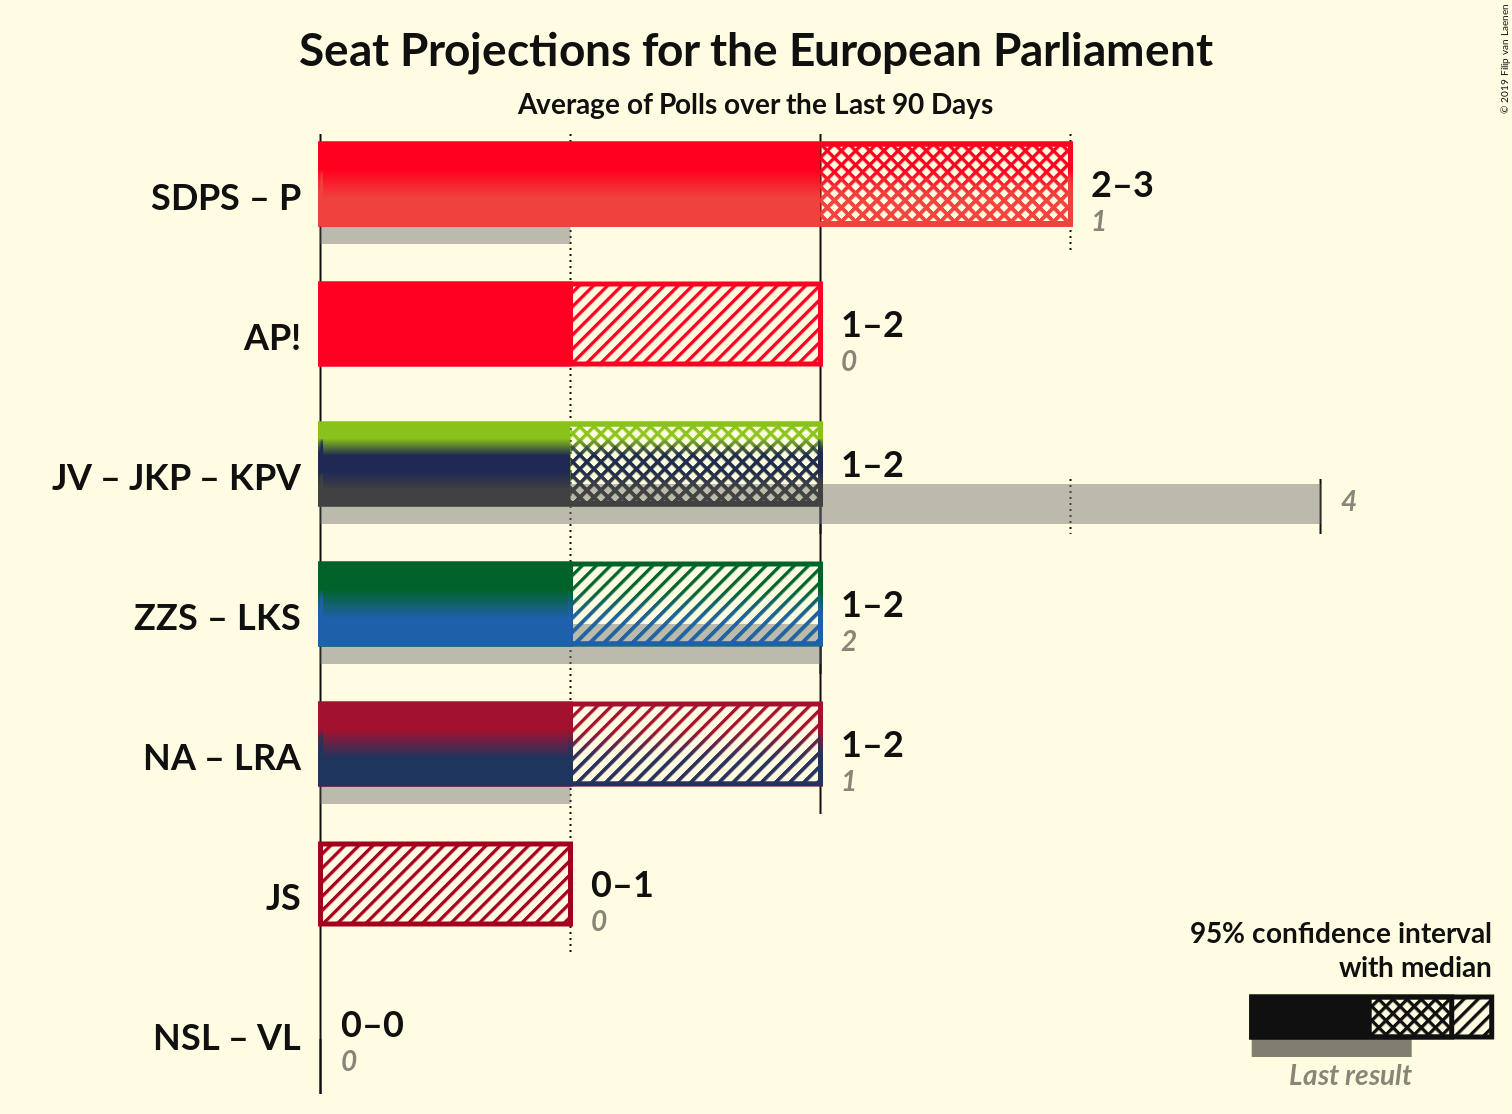 Seat Projections for the European Parliament
Average of Polls over the Last 90 Days
© 2019 Filip van Laenen
SDPS – P
2–3
1
AP!
1–2
0
JV – JKP – KPV
1–2
4
ZZS – LKS
1–2
2
NA – LRA
1–2
1
JS
0–1
0
NSL – VL
0–0
0
95% confidence interval
with median
Last result